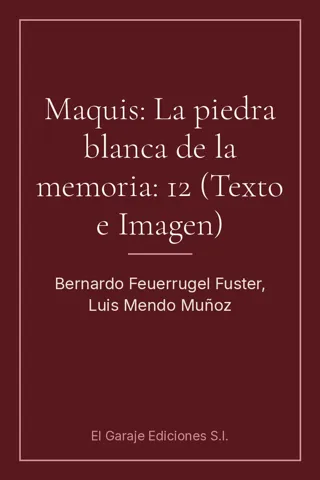 Maquis: La piedra
blanca de la
memoria: 12 (Texto
e Imagen)
Bernardo Feuerrugel Fuster,
Luis Mendo Muñoz
El Garaje Ediciones S.l.